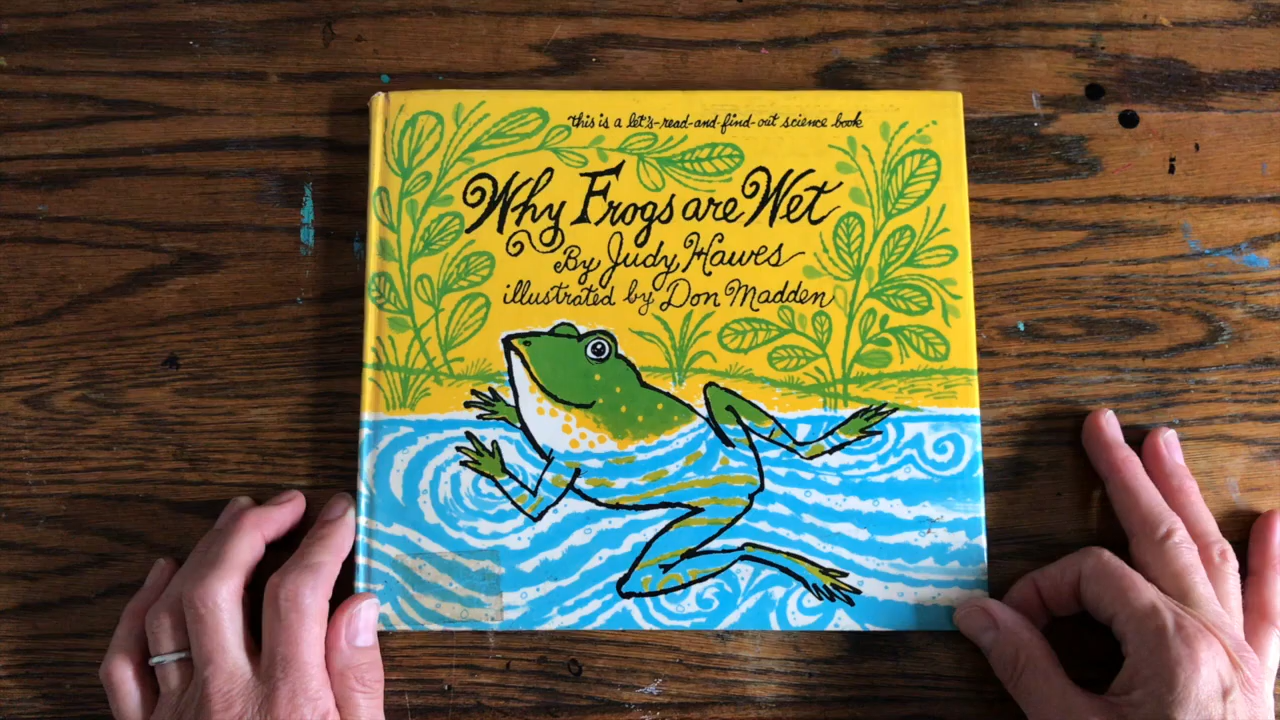 this is a let's-read-and-find-out science book
Why Frogs are Wet
By Judy Hawes
illustrated by Don Madden